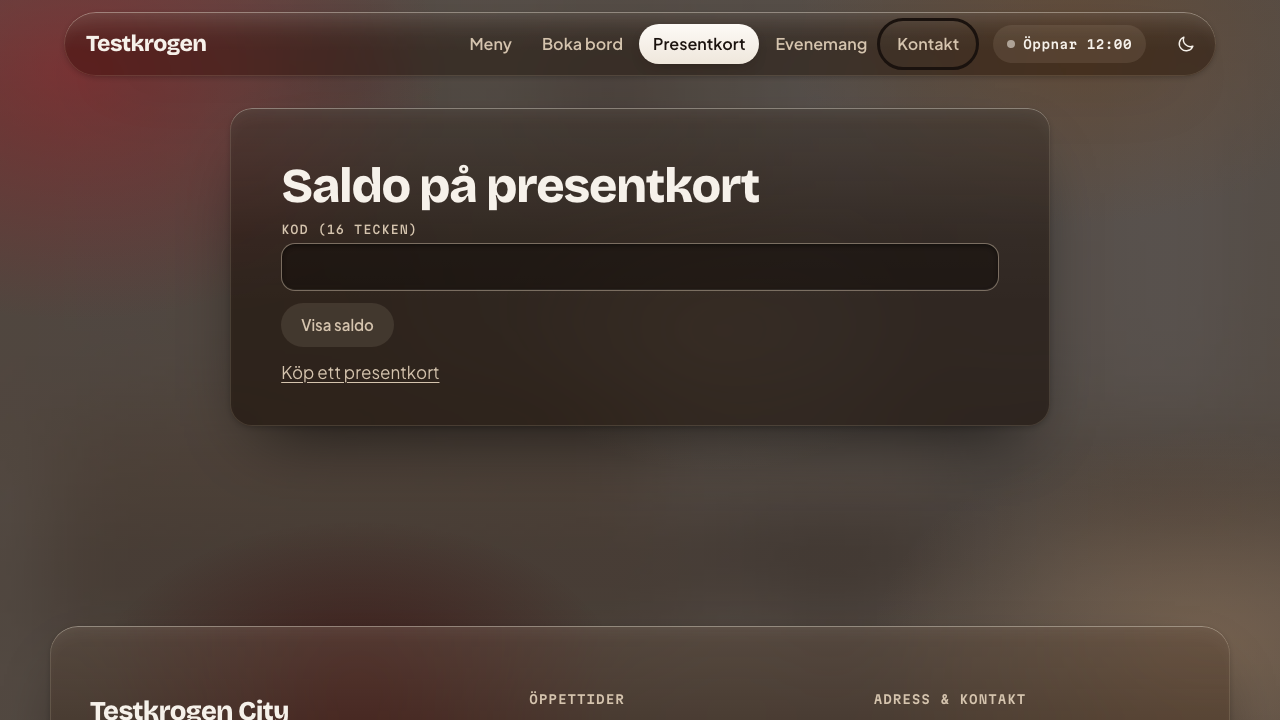 Testkrogen
Meny
Boka bord
Presentkort
Evenemang
Kontakt
Öppnar 12:00
Saldo på presentkort
KOD (16 TECKEN)
Visa saldo
Köp ett presentkort
Testkrogen City
ÖPPETTIDER
ADRESS & KONTAKT